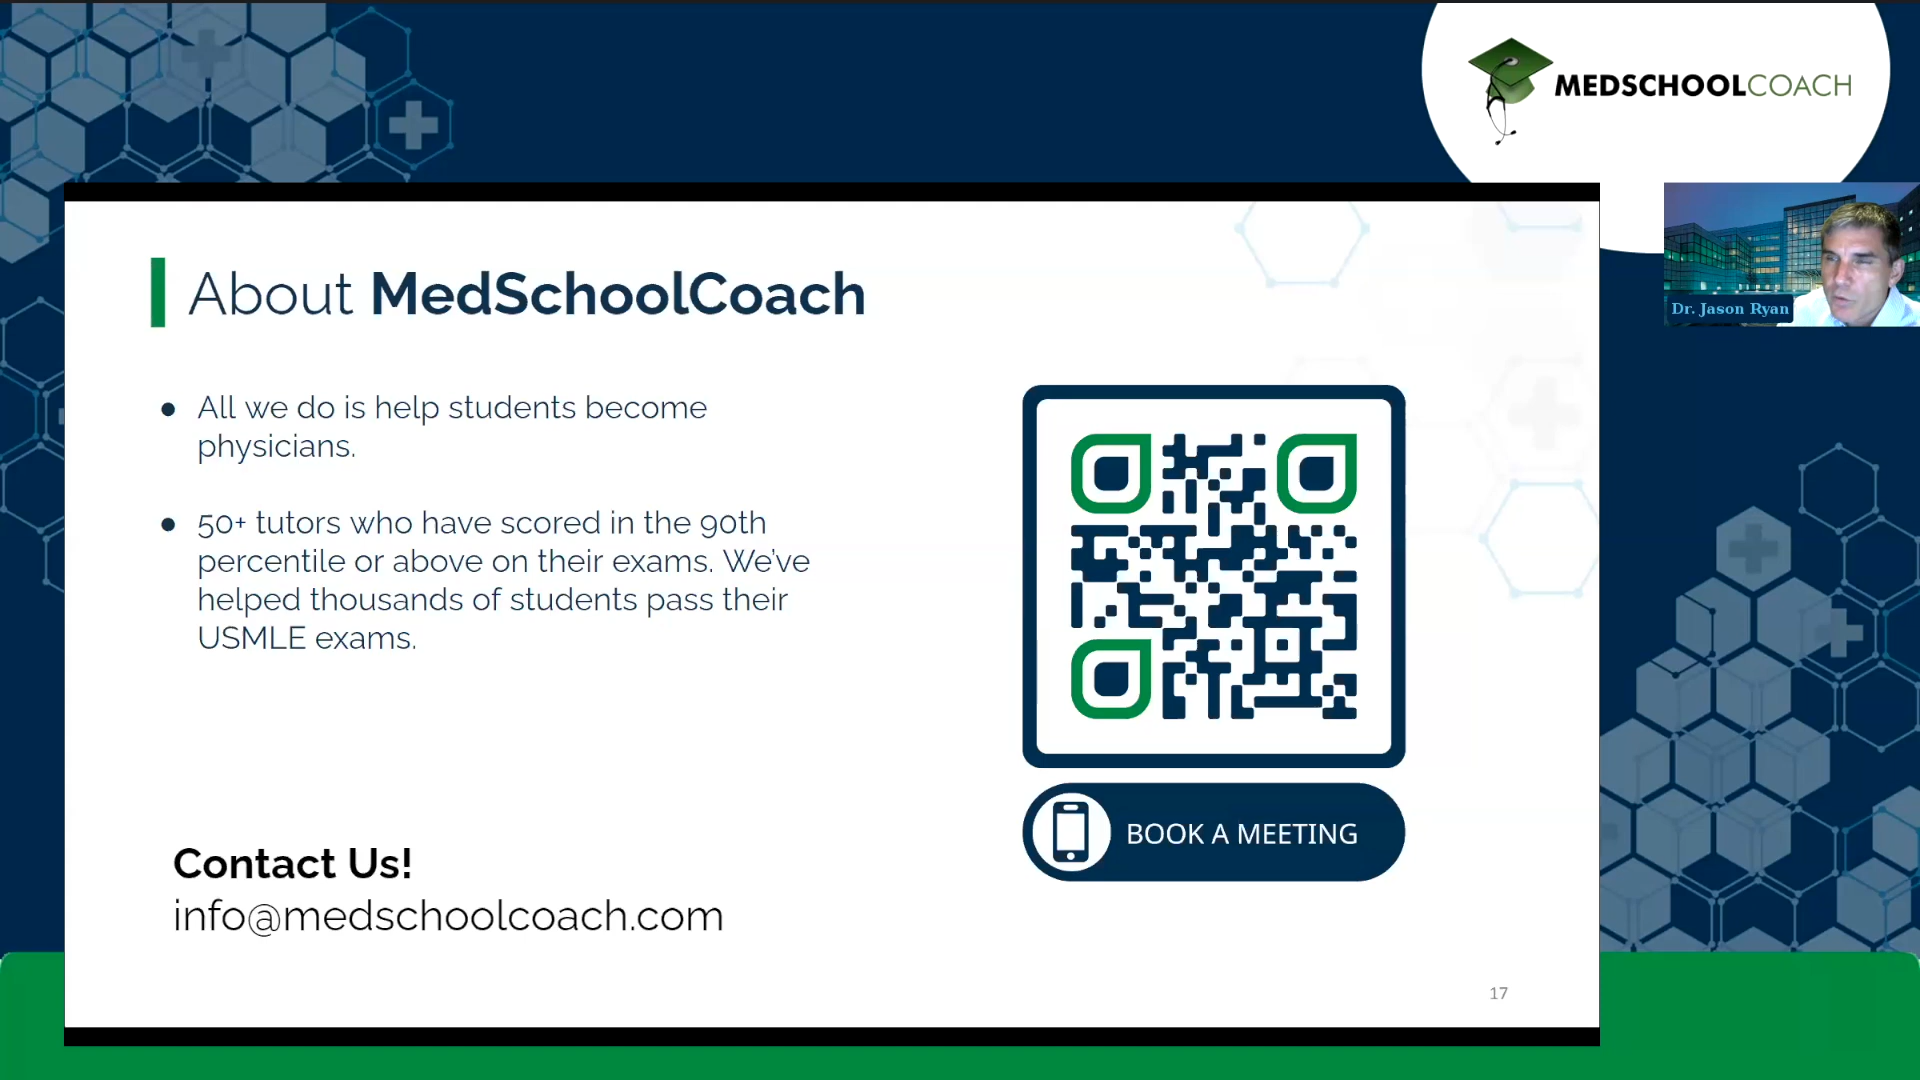 MEDSCHOOLCOACH
Dr. Jason Ryan
About MedSchoolCoach
● All we do is help students become
physicians.
● 50+ tutors who have scored in the 90th
percentile or above on their exams. We've
helped thousands of students pass their
USMLE exams.
BOOK A MEETING
Contact Us!
info@medschoolcoach.com
17